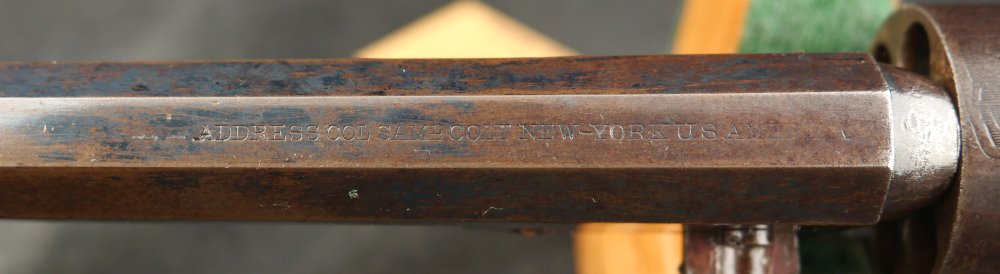 ADDRESS COL SAML COLT NEW-YORK U.S. AMERICA